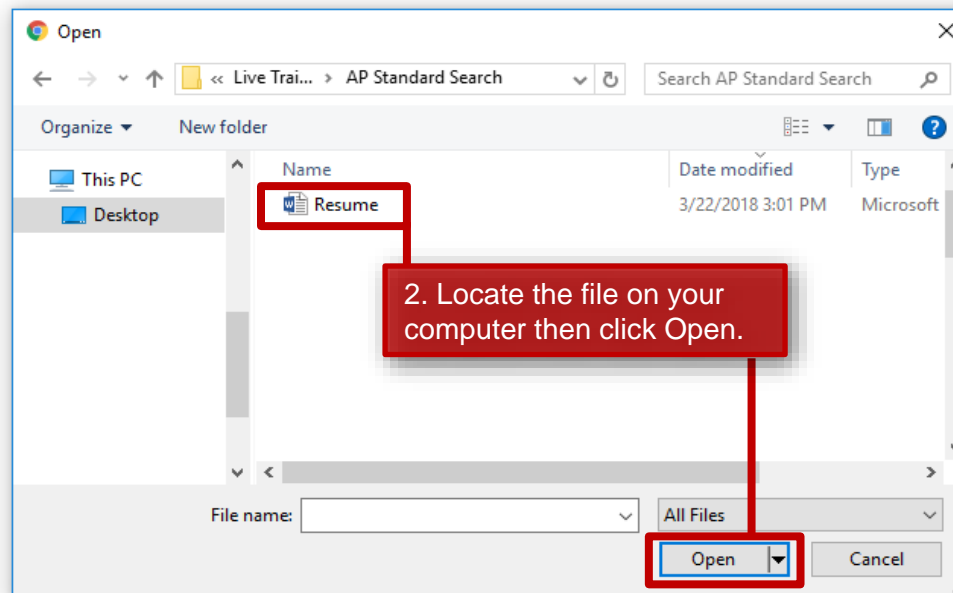 Open
« Live Trai... › AP Standard Search
Search AP Standard Search
Organize
New folder
This PC
Desktop
Name
Date modified
Type
Resume
3/22/2018 3:01 PM
Microsoft
2. Locate the file on your
computer then click Open.
File name:
All Files
Open
Cancel